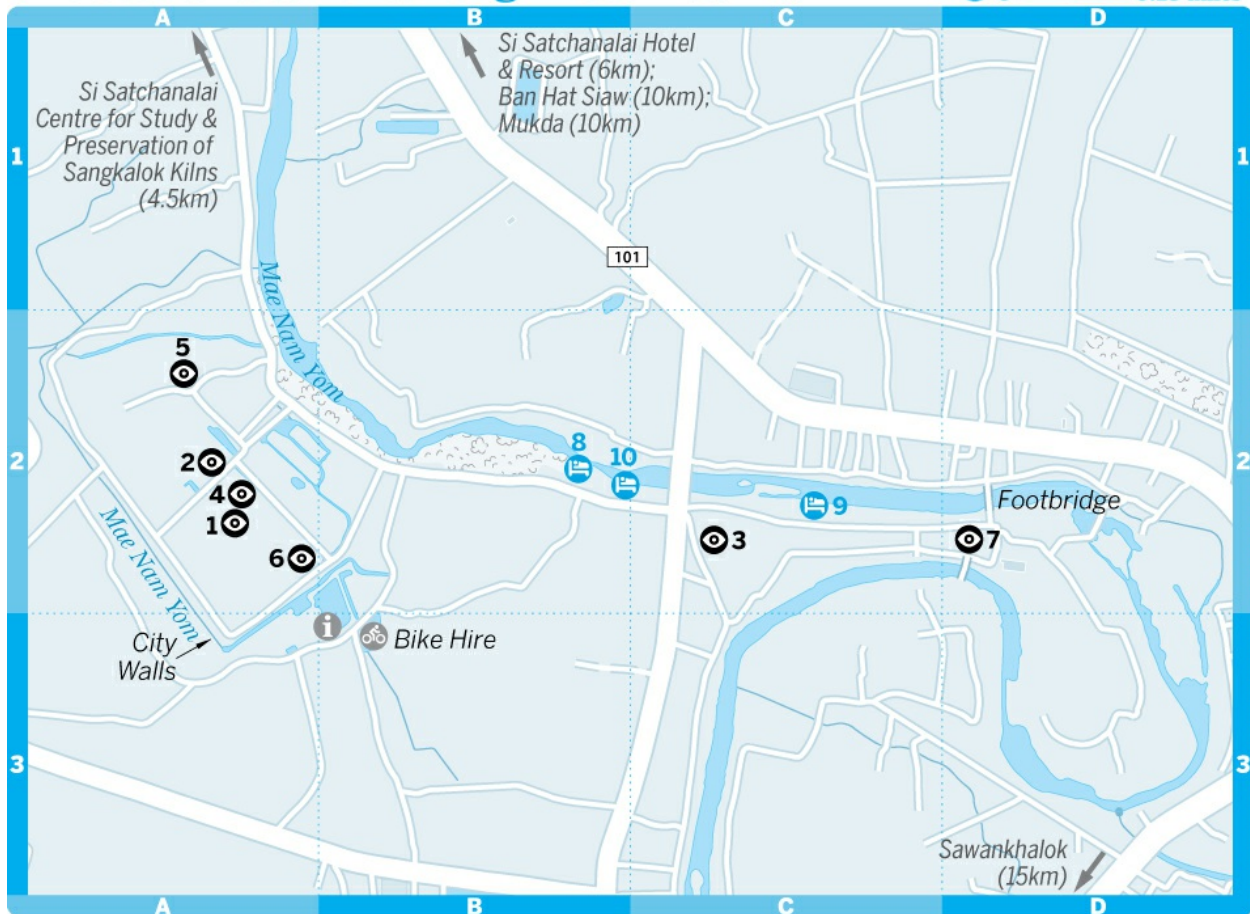 A
B
C
D
Si Satchanalai
Centre for Study &
Preservation of
Sangkalok Kilns
(4.5km)
Si Satchanalai Hotel
& Resort (6km);
Ban Hat Siaw (10km);
Mukda (10km)
1
1
101
Mae Nam Yom
5
2
2
2
4
1
6
8
10
9
3
7
Footbridge
Mae Nam Yom
City
Walls
i
Bike Hire
3
3
Sawankhalok
(15km)
A
B
C
D